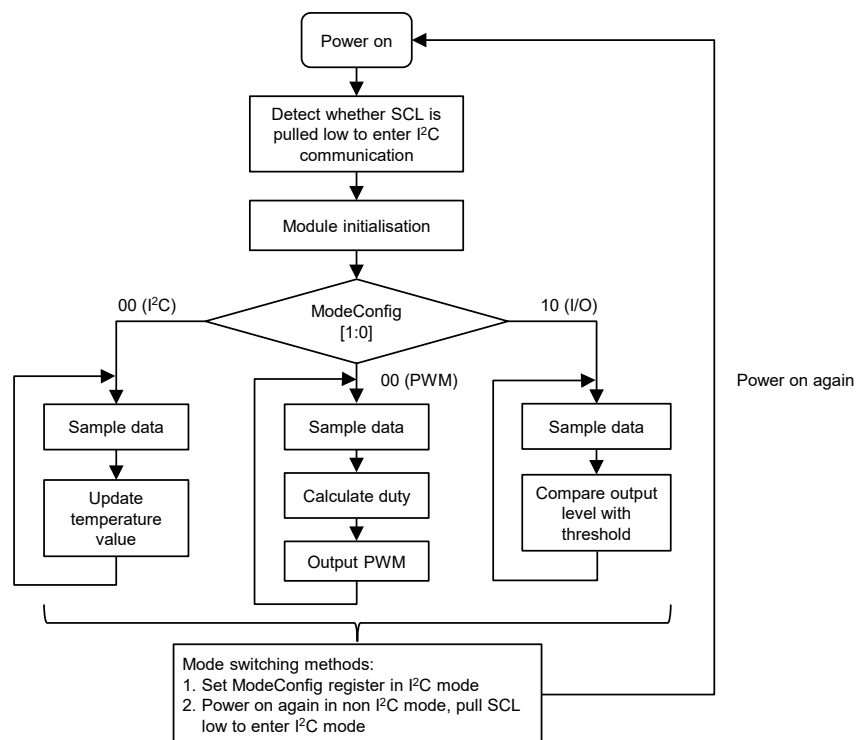 Power on
Detect whether SCL is
pulled low to enter I²C
communication
Module initialisation
00 (I²C)
ModeConfig
[1:0]
10 (I/O)
00 (PWM)
Power on again
Sample data
Update
temperature
value
Sample data
Calculate duty
Output PWM
Sample data
Compare output
level with
threshold
Mode switching methods:
1. Set ModeConfig register in I²C mode
2. Power on again in non I²C mode, pull SCL
low to enter I²C mode